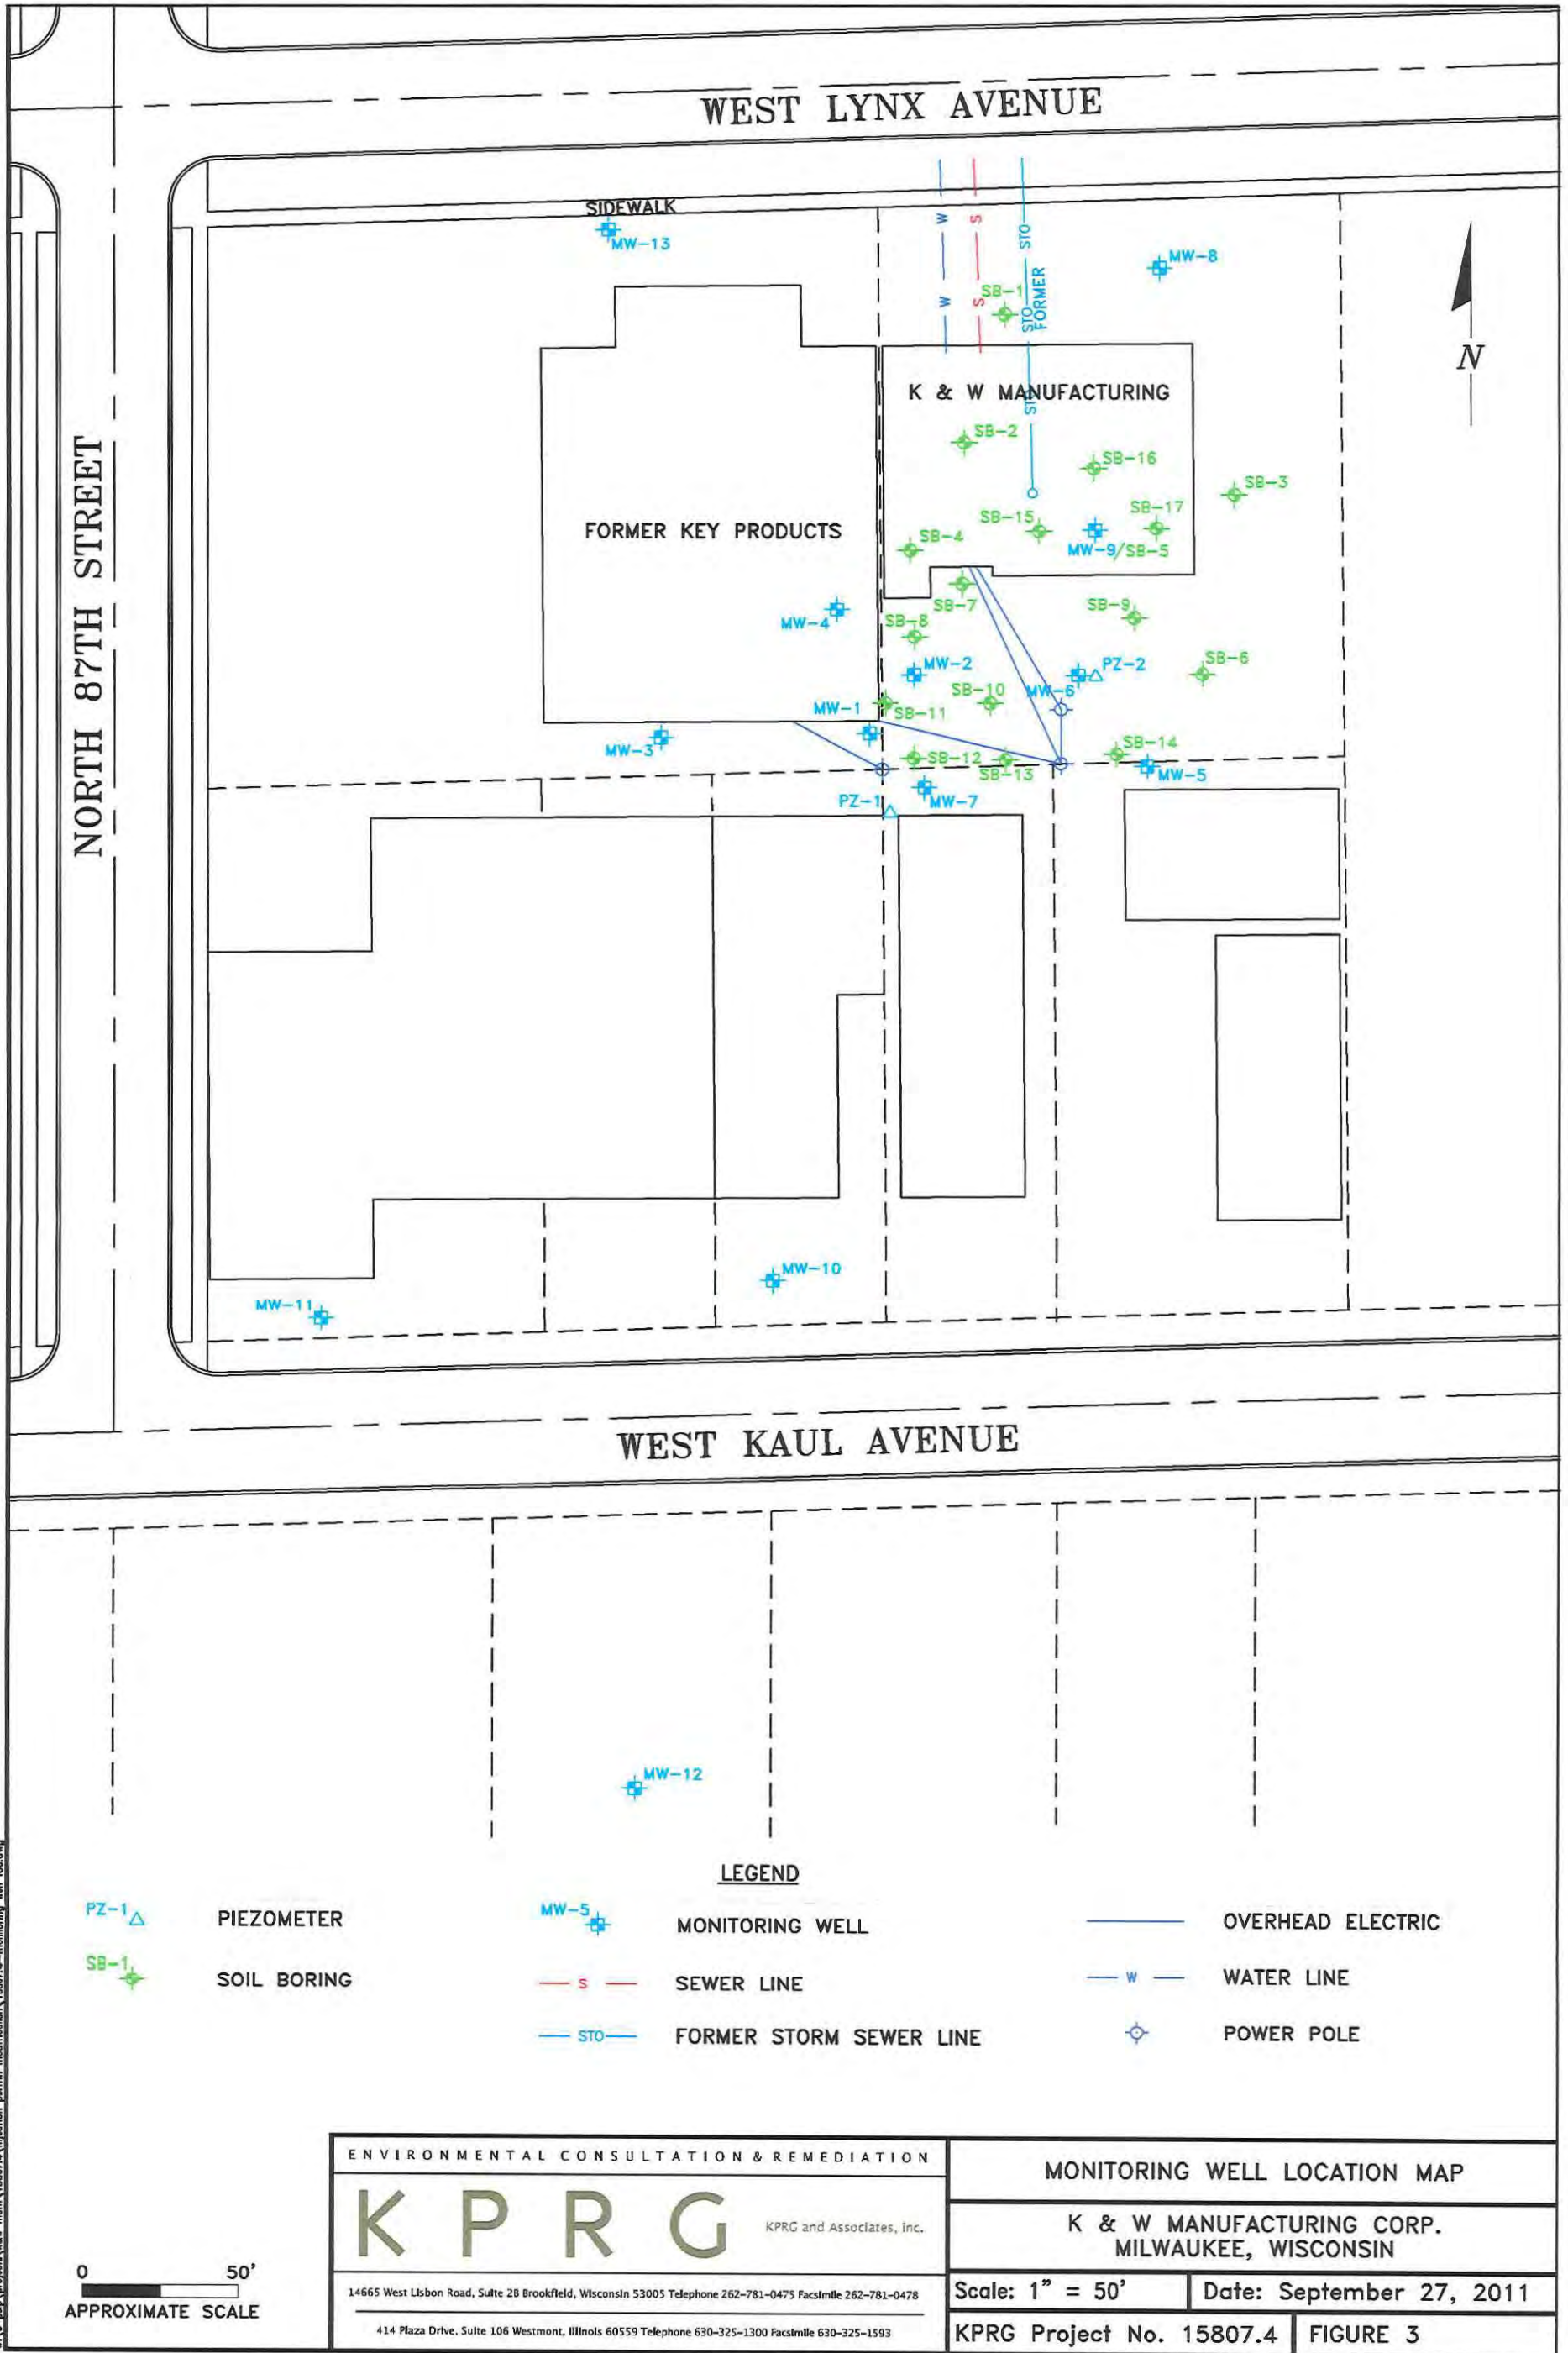 WEST LYNX AVENUE
SIDEWALK
MW-13
W
S
STO
MW-8
SB-1
W
S
STO
FORMER
N
K & W MANUFACTURING
STO
SB-2
SB-16
SB-3
NORTH 87TH STREET
FORMER KEY PRODUCTS
SB-15
SB-17
SB-4
MW-9/SB-5
SB-7
SB-9
MW-4
SB-8
MW-2
PZ-2
SB-6
SB-10
MW-6
MW-1
SB-11
MW-3
SB-12
SB-13
SB-14
MW-5
PZ-1
MW-7
MW-10
MW-11
WEST KAUL AVENUE
MW-12
LEGEND
PZ-1
PIEZOMETER
MW-5
MONITORING WELL
OVERHEAD ELECTRIC
SB-1
SOIL BORING
S
SEWER LINE
W
WATER LINE
STO
FORMER STORM SEWER LINE
POWER POLE
ENVIRONMENTAL CONSULTATION & REMEDIATION
KPRG
KPRG and Associates, Inc.
14665 West Lisbon Road, Suite 2B Brookfield, Wisconsin 53005 Telephone 262-781-0475 Facsimile 262-781-0478
414 Plaza Drive, Suite 106 Westmont, Illinois 60559 Telephone 630-325-1300 Facsimile 630-325-1593
MONITORING WELL LOCATION MAP
K & W MANUFACTURING CORP.
MILWAUKEE, WISCONSIN
Scale: 1" = 50'
Date: September 27, 2011
KPRG Project No. 15807.4
FIGURE 3
0 50'
APPROXIMATE SCALE